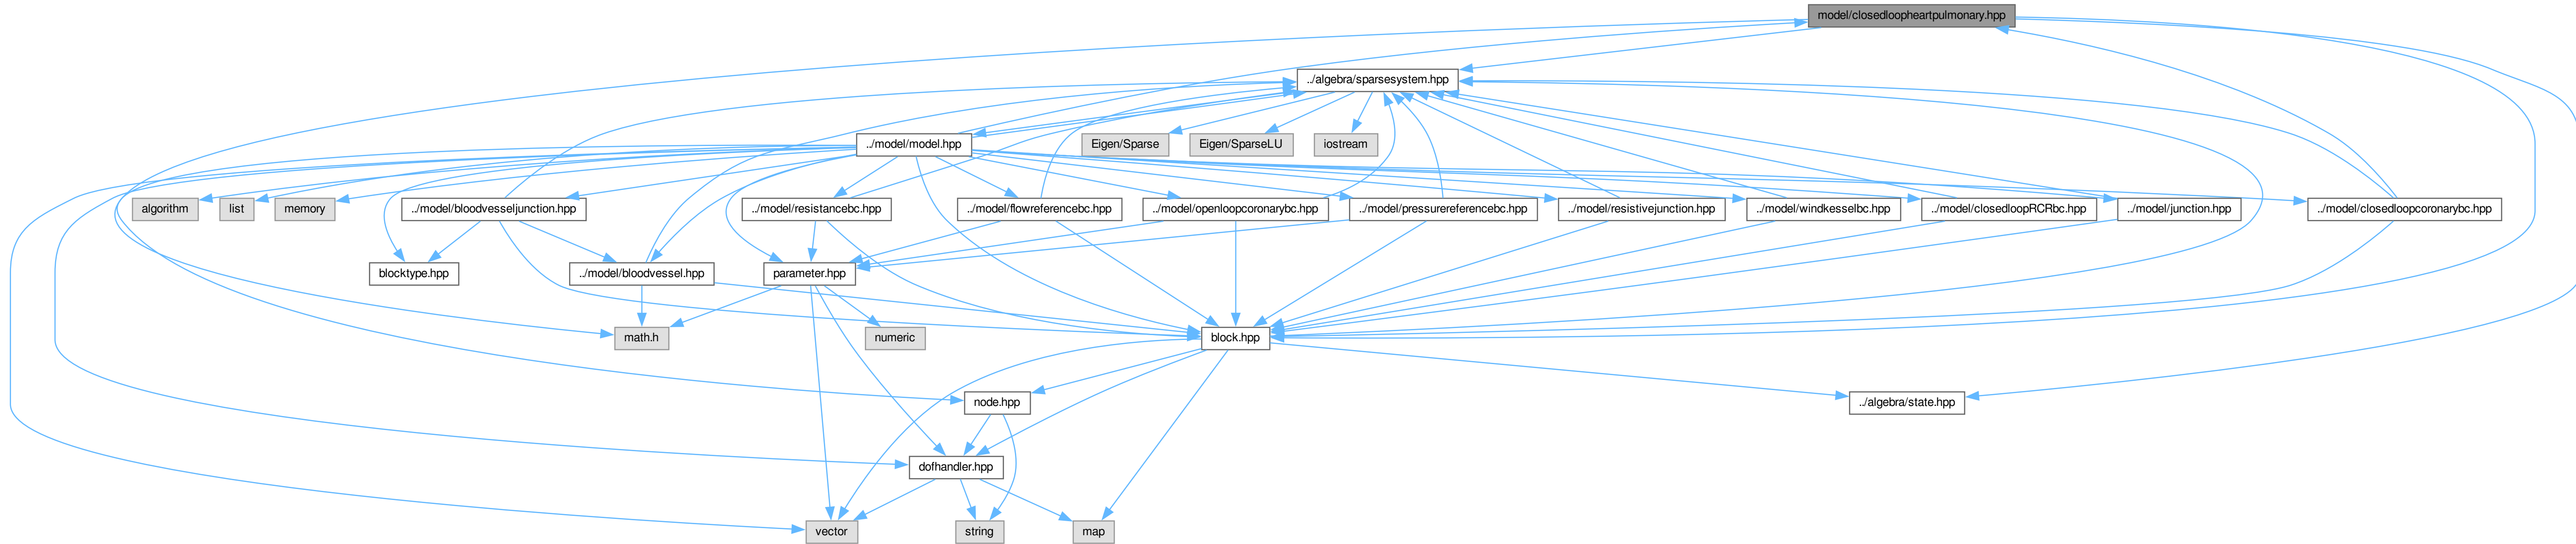 model/closedloopheartpulmonary.hpp
../algebra/sparsesystem.hpp
../model/model.hpp
Eigen/Sparse
Eigen/SparseLU
iostream
algorithm
list
memory
../model/bloodvesseljunction.hpp
../model/resistancebc.hpp
../model/flowreferencebc.hpp
../model/openloopcoronarybc.hpp
../model/pressurereferencebc.hpp
../model/resistivejunction.hpp
../model/windkesselbc.hpp
../model/closedloopRCRbc.hpp
../model/junction.hpp
../model/closedloopcoronarybc.hpp
blocktype.hpp
../model/bloodvessel.hpp
parameter.hpp
math.h
numeric
block.hpp
node.hpp
../algebra/state.hpp
dofhandler.hpp
vector
string
map